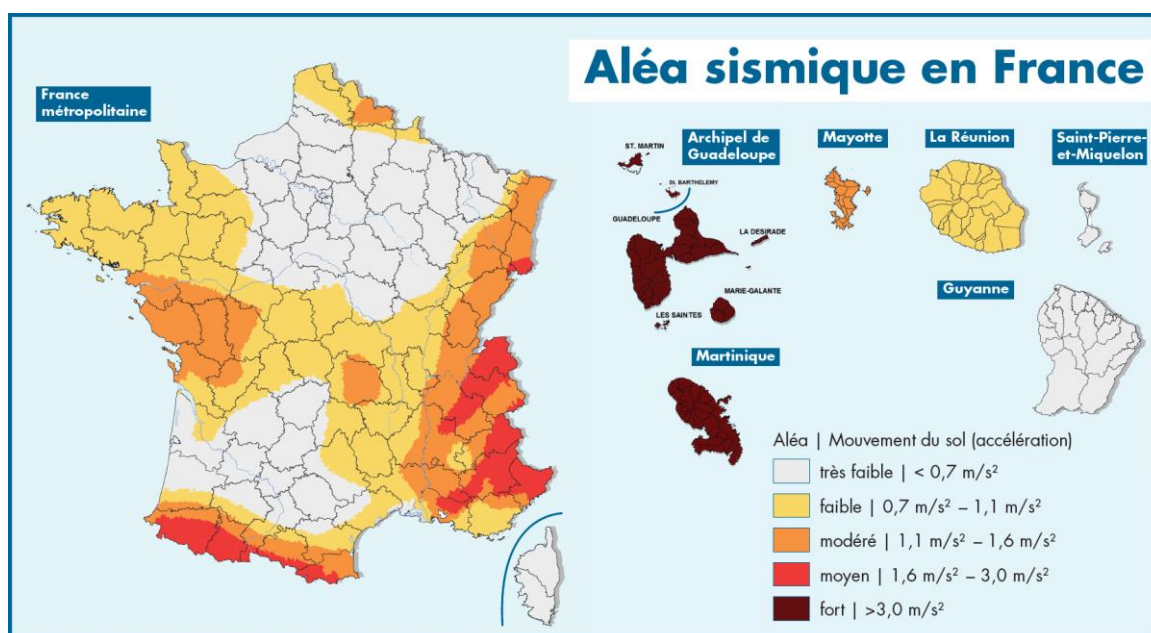 Aléa sismique en France
France
métropolitaine
ST. MARTIN
Archipel de
Guadeloupe
St. BARTHELEMY
GUADELOUPE
LA DESIRADE
MARIE-GALANTE
LES SAINTES
Mayotte
La Réunion
Saint-Pierre-
et-Miquelon
Guyanne
Martinique
Aléa | Mouvement du sol (accélération)
très faible | < 0,7 m/s²
faible | 0,7 m/s² – 1,1 m/s²
modéré | 1,1 m/s² – 1,6 m/s²
moyen | 1,6 m/s² – 3,0 m/s²
fort | >3,0 m/s²